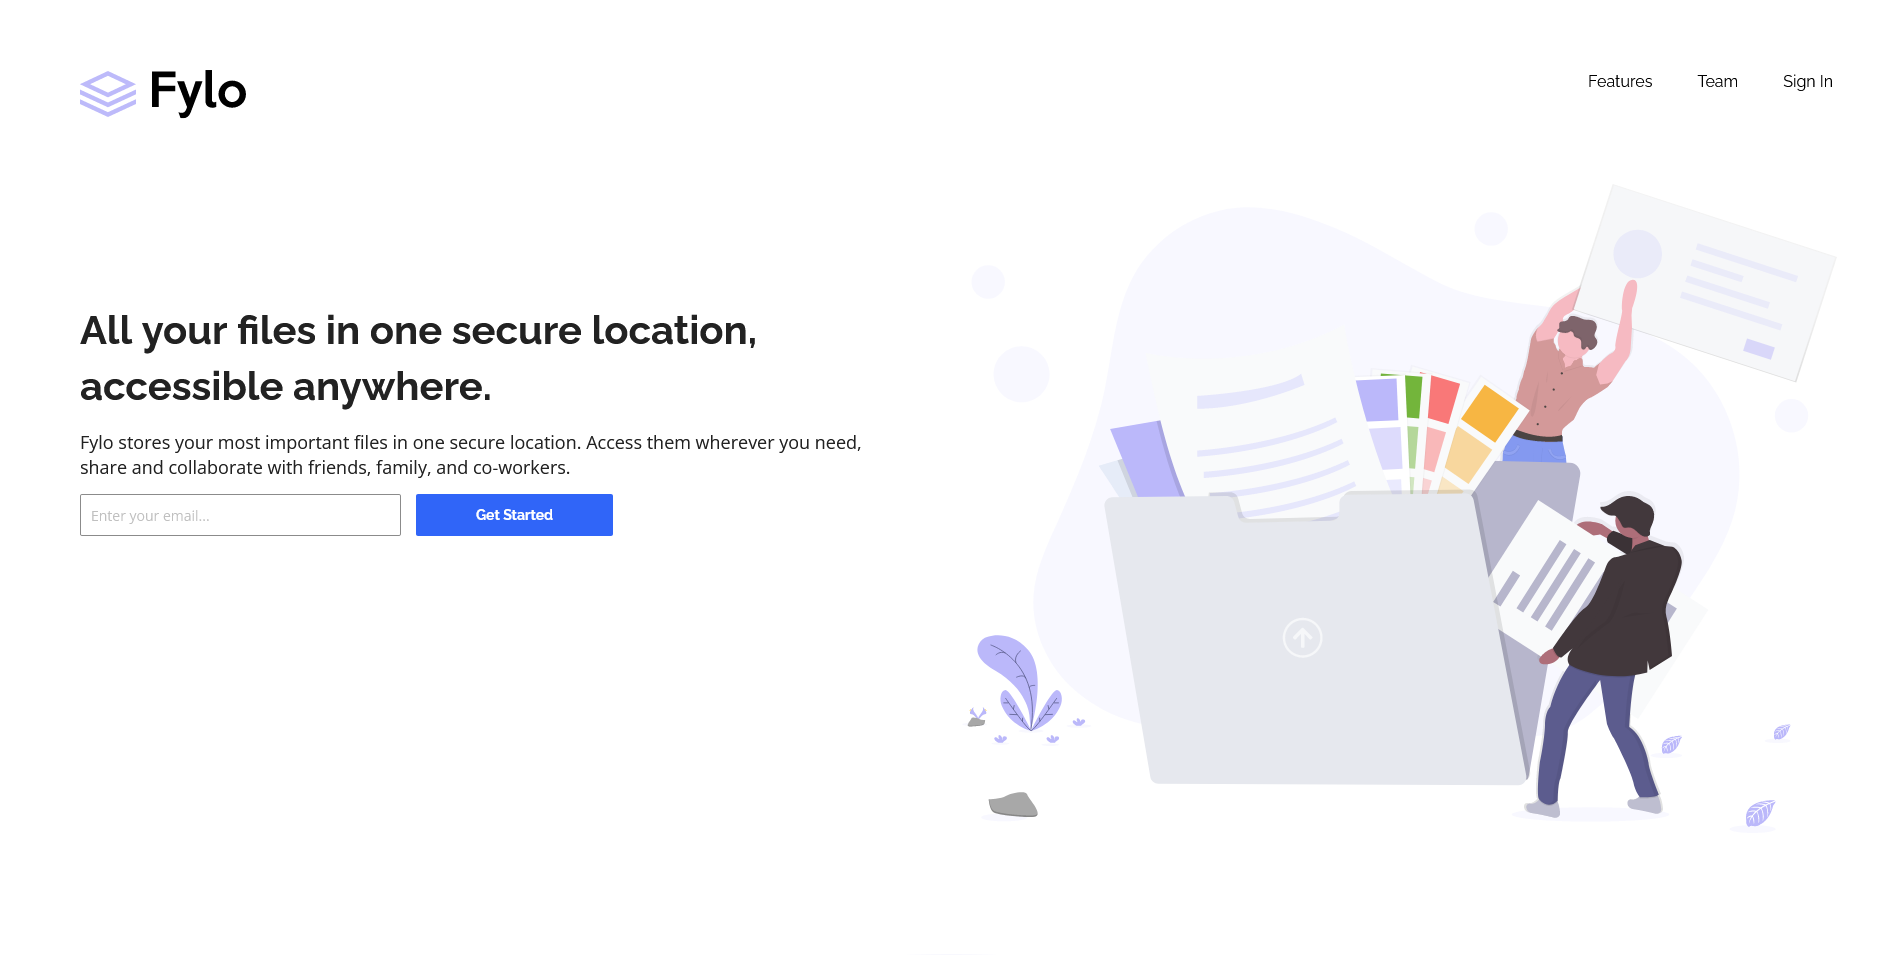 Fylo
Features
Team
Sign In
All your files in one secure location,
accessible anywhere.
Fylo stores your most important files in one secure location. Access them wherever you need,
share and collaborate with friends, family, and co-workers.
Enter your email...
Get Started